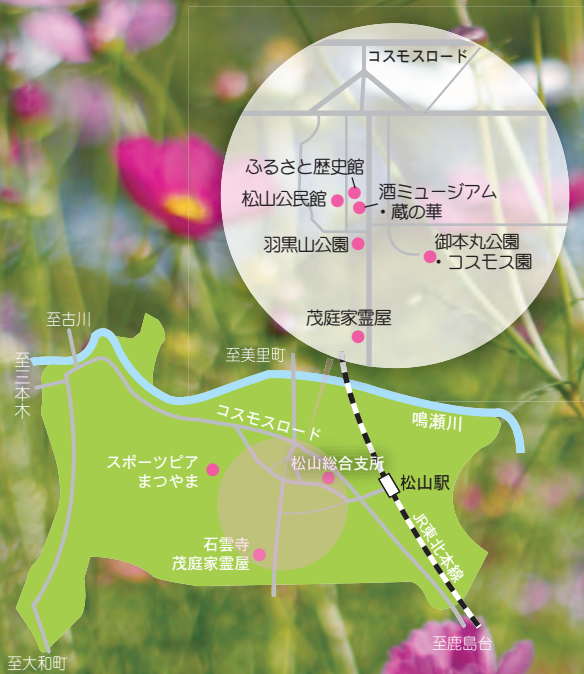 コスモスロード
ふるさと歴史館
松山公民館
酒ミュージアム
・蔵の華
羽黒山公園
御本丸公園
・コスモス園
茂庭家霊屋
至古川
至三本木
至美里町
コスモスロード
鳴瀬川
スポーツピア
まつやま
松山総合支所
松山駅
JR東北本線
石雲寺
茂庭家霊屋
至鹿島台
至大和町